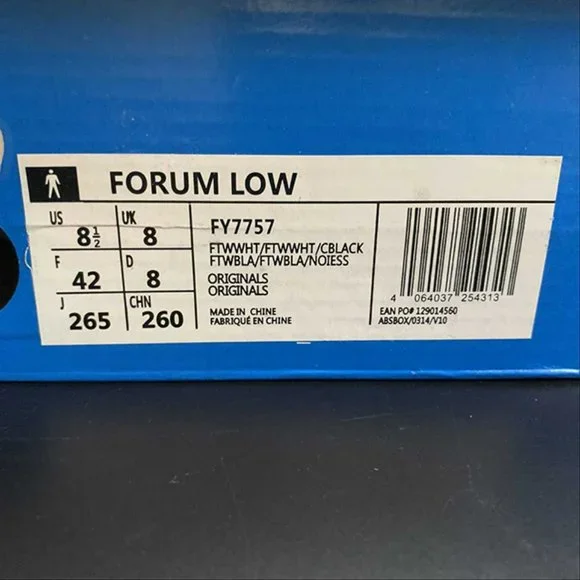 FORUM LOW
US 8½ UK 8
F 42 D 8
J 265 CHN 260
FY7757
FTWWHT/FTWWHT/CBLACK
FTWBLA/FTWBLA/NOIESS
ORIGINALS
ORIGINALS
MADE IN CHINE
FABRIQUÉ EN CHINE
4 064037 254313
EAN PO# 129014560
ABSBOX/0314/V10